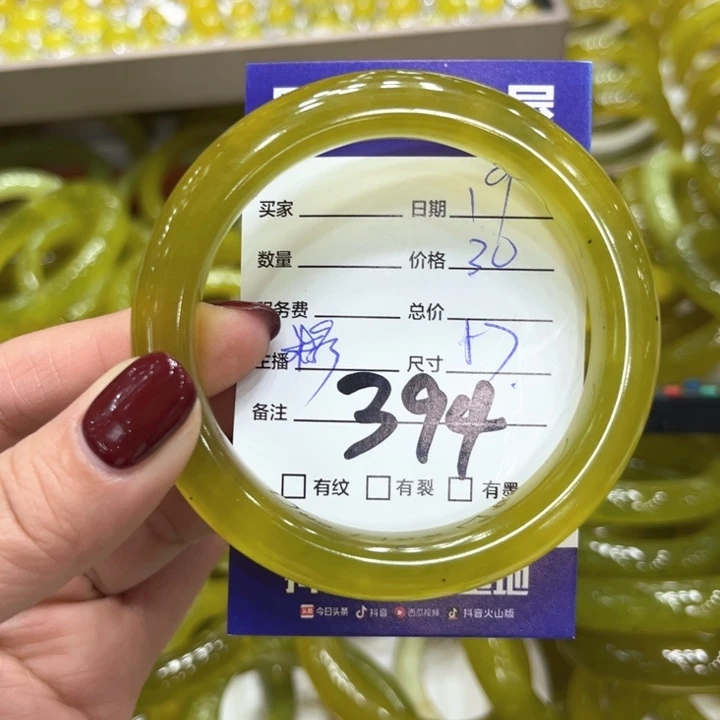 买家 日期 19
数量 价格 30
服务费 总价
主播 尺寸
备注 394
有纹 有裂 有墨
今日头条 抖音 西瓜视频 抖音火山版